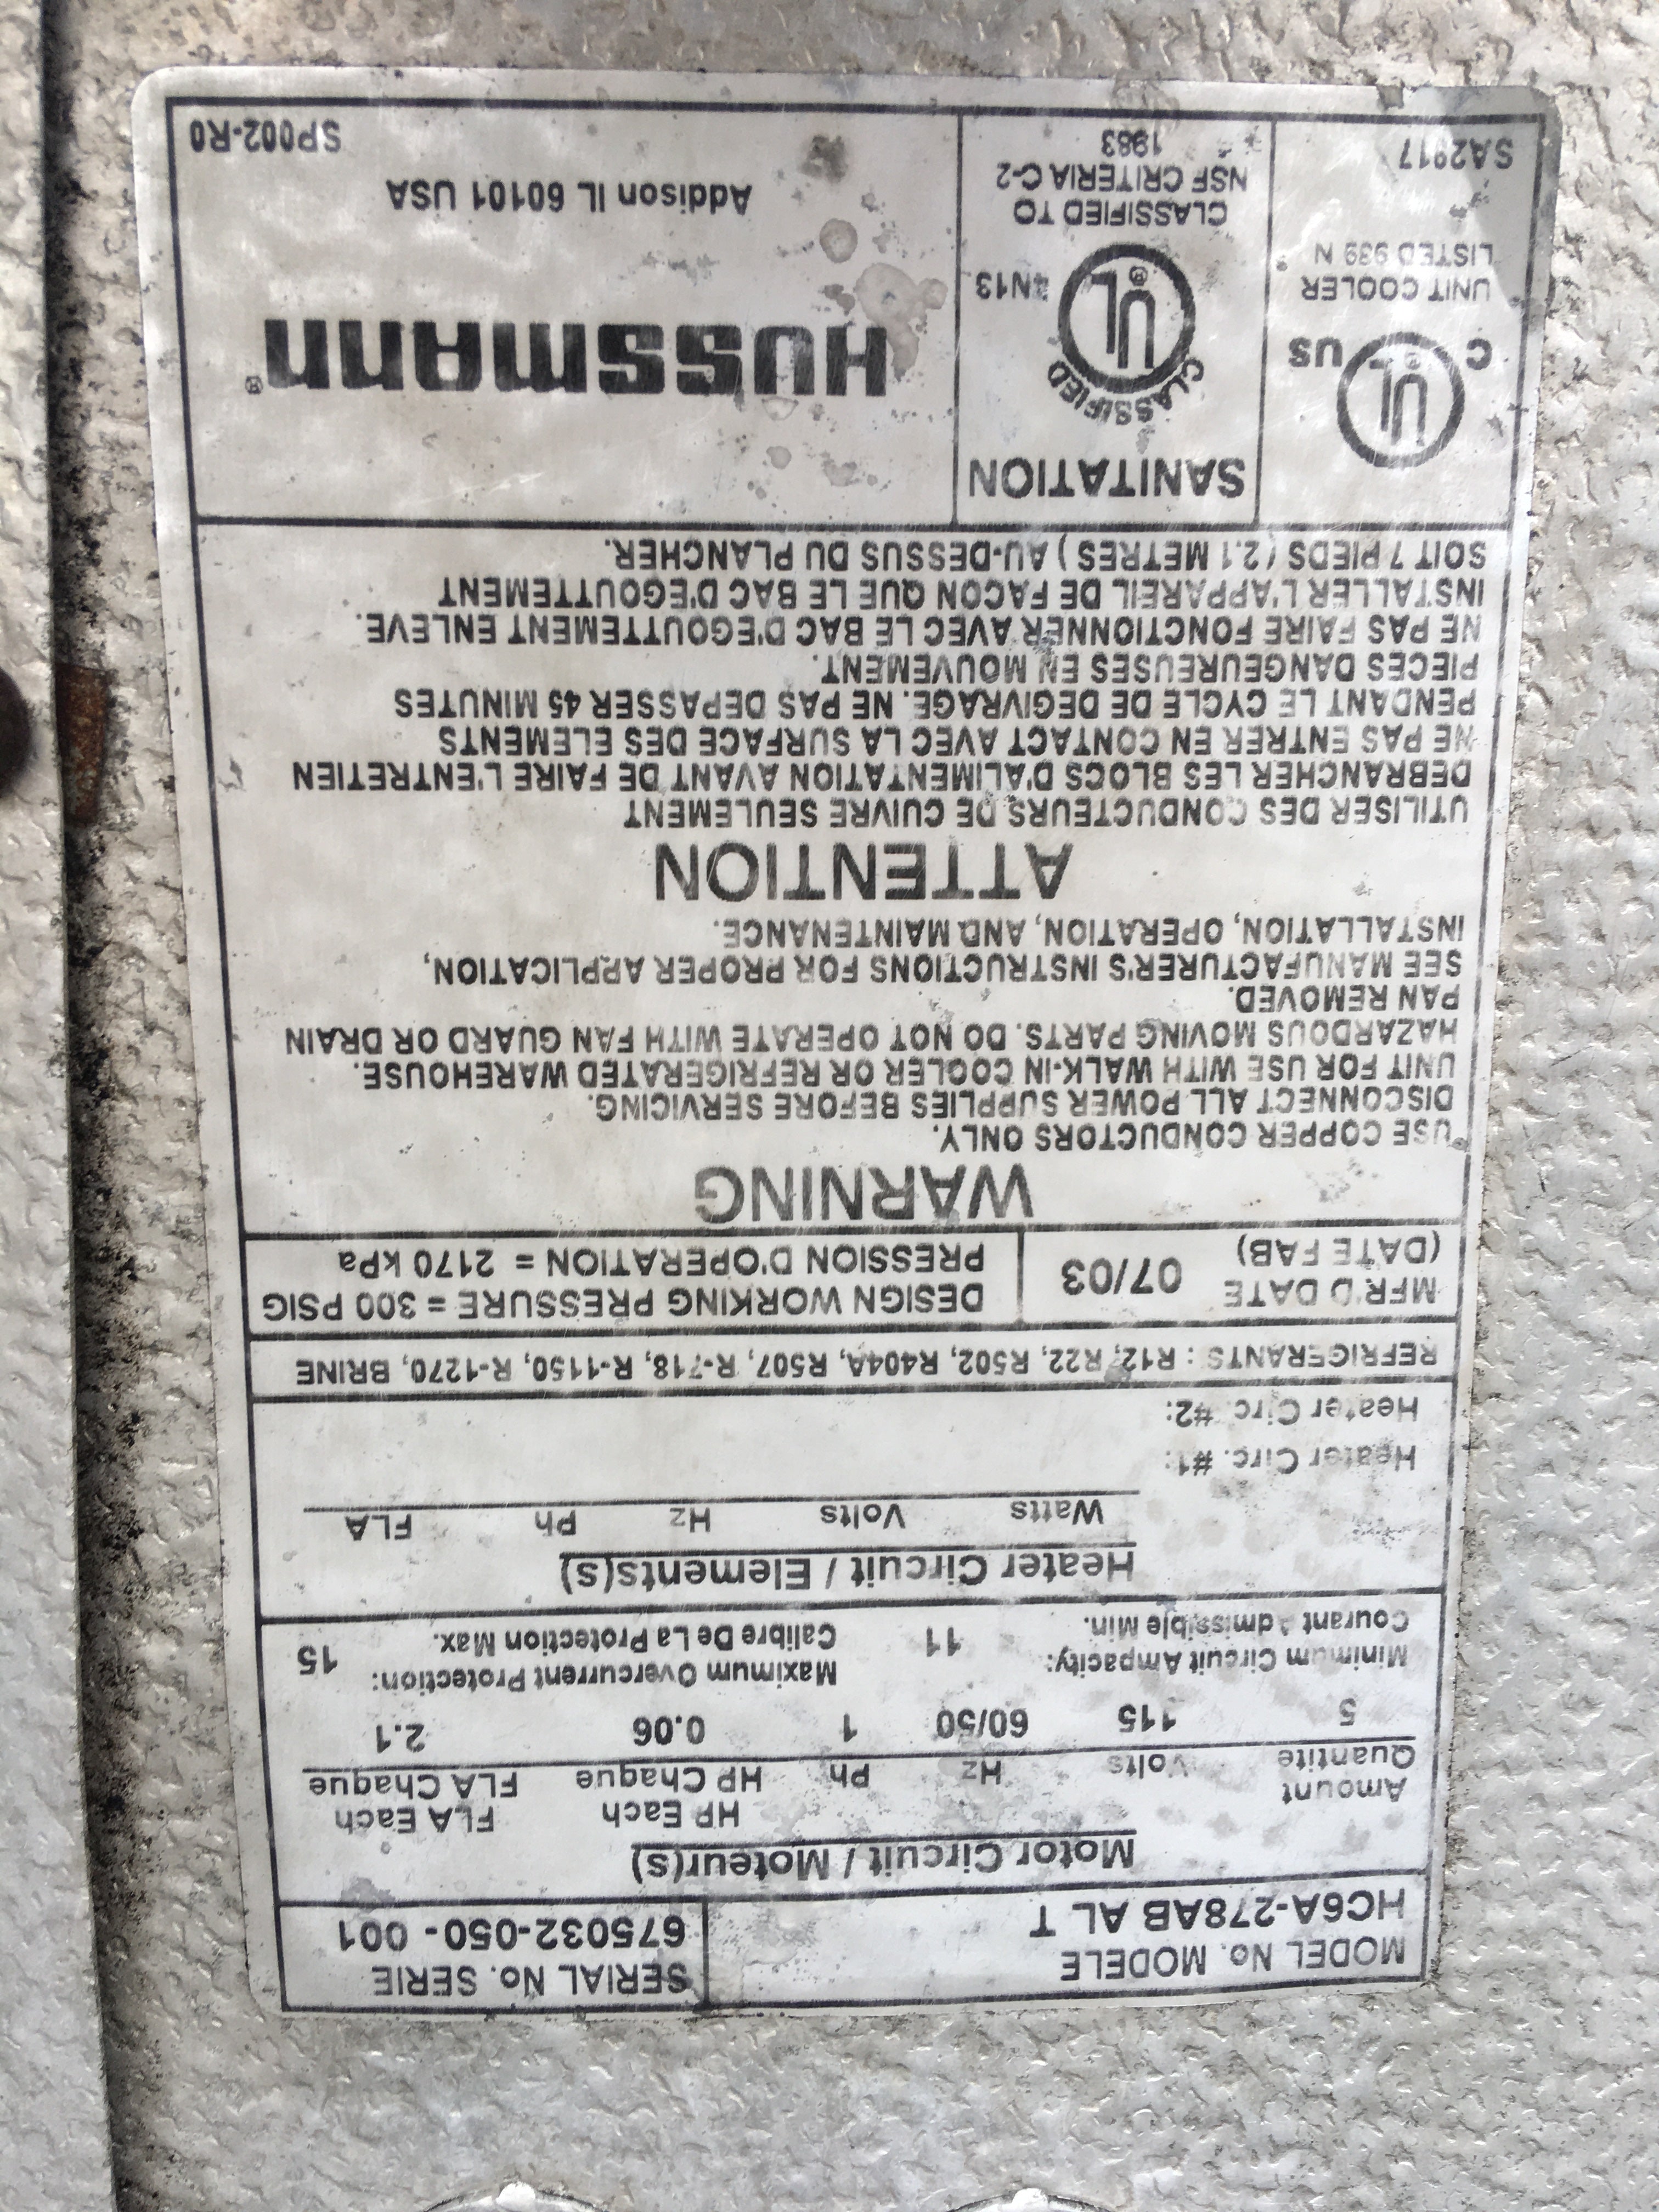 MODEL No. MODELE
HC6A-278AB AL T
SERIAL No. SERIE
675032-050- 001
Motor Circuit / Moteur(s)
Amount Quantite Volts Hz Ph HP Each HP Chaque FLA Each FLA Chaque
5 115 60/50 1 0.06 2.1
Minimum Circuit Ampacity:
Courant Admissible Min.
11
Maximum Overcurrent Protection:
Calibre De La Protection Max.
15
Heater Circuit / Elements(s)
Watts Volts Hz Ph FLA
Heater Circ. #1:
Heater Circ. #2:
REFRIGERANTS : R12, R22, R502, R404A, R507, R-718, R-1150, R-1270, BRINE
MFR'D DATE
(DATE FAB)
07/03
DESIGN WORKING PRESSURE = 300 PSIG
PRESSION D'OPERATION = 2170 kPa
WARNING
USE COPPER CONDUCTORS ONLY.
DISCONNECT ALL POWER SUPPLIES BEFORE SERVICING.
UNIT FOR USE WITH WALK-IN COOLER OR REFRIGERATED WAREHOUSE.
HAZARDOUS MOVING PARTS. DO NOT OPERATE WITH FAN GUARD OR DRAIN
PAN REMOVED.
SEE MANUFACTURER'S INSTRUCTIONS FOR PROPER APPLICATION,
INSTALLATION, OPERATION, AND MAINTENANCE.
ATTENTION
UTILISER DES CONDUCTEURS DE CUIVRE SEULEMENT
DEBRANCHER LES BLOCS D'ALIMENTATION AVANT DE FAIRE L'ENTRETIEN
NE PAS ENTRER EN CONTACT AVEC LA SURFACE DES ELEMENTS
PENDANT LE CYCLE DE DEGIVRAGE. NE PAS DEPASSER 45 MINUTES
PIECES DANGEUREUSES EN MOUVEMENT.
NE PAS FAIRE FONCTIONNER AVEC LE BAC D'EGOUTTEMENT ENLEVE.
INSTALLER L'APPAREIL DE FACON QUE LE BAC D'EGOUTTEMENT
SOIT 7 PIEDS ( 2.1 METRES ) AU-DESSUS DU PLANCHER.
C UL® US
UNIT COOLER
LISTED 939 N
SA2917
SANITATION
CLASSIFIED
UL®
4N13
CLASSIFIED TO
NSF CRITERIA C-2
1983
HUSSMANN®
Addison IL 60101 USA
SP002-R0